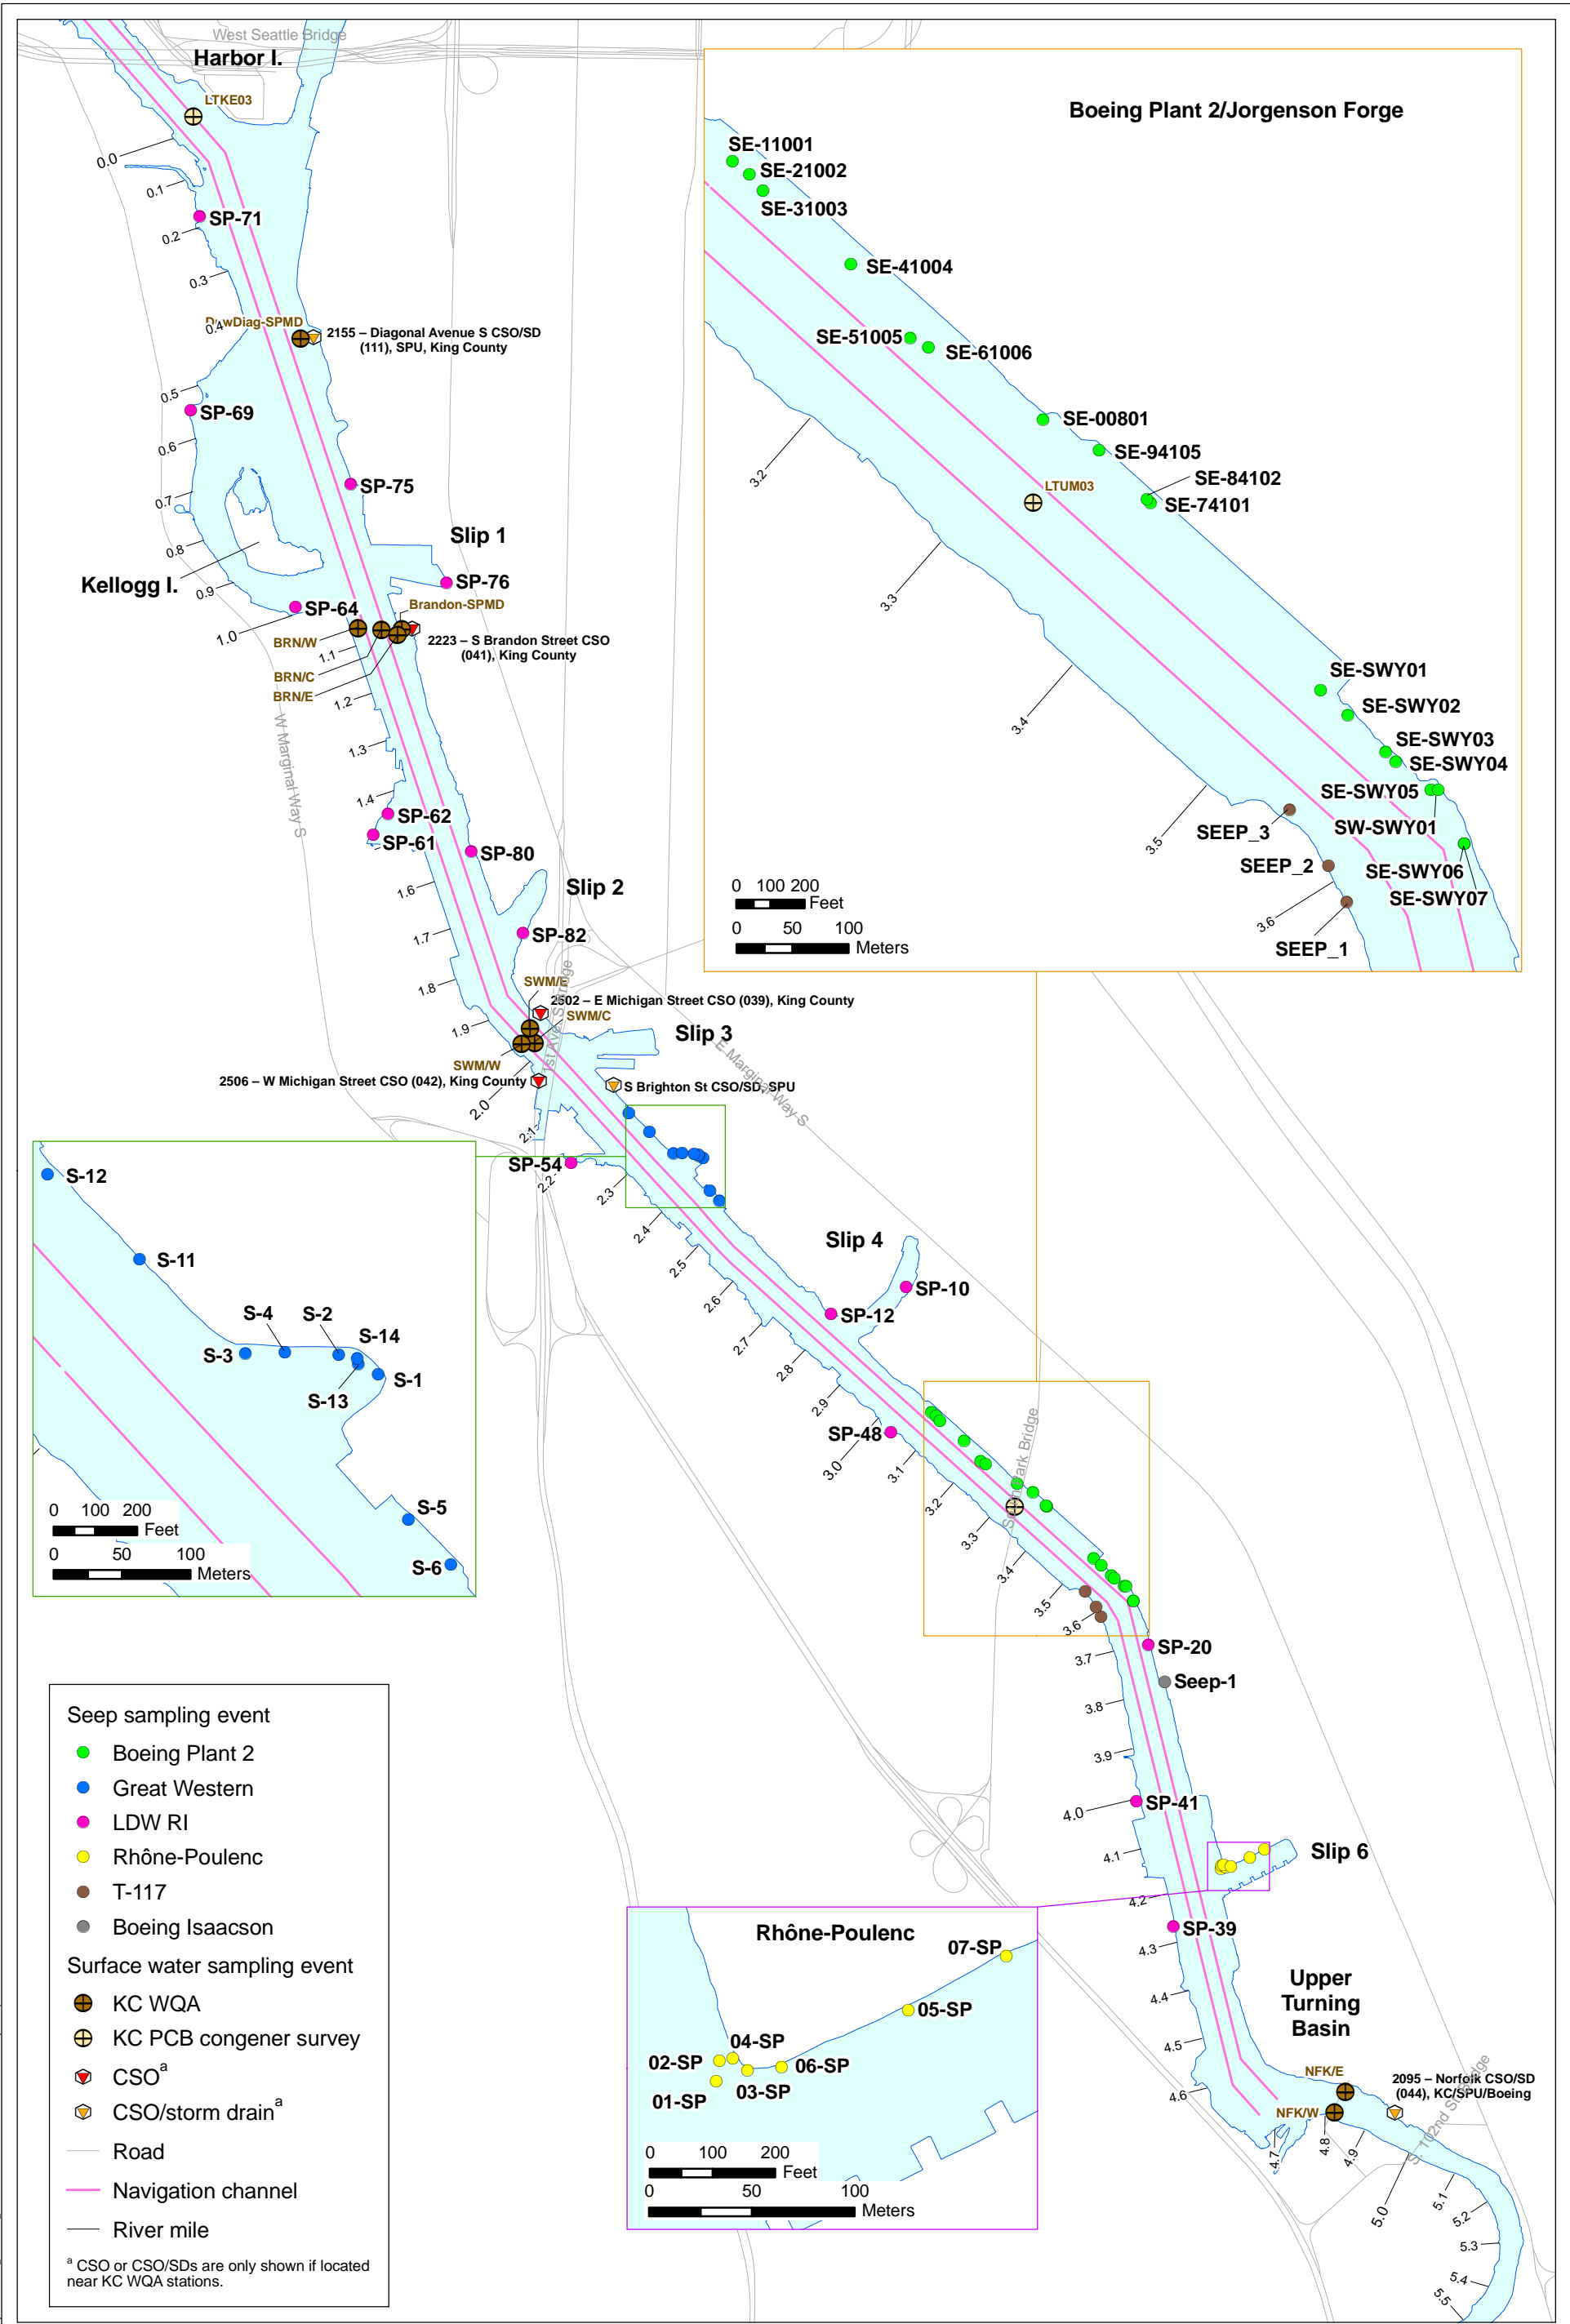 West Seattle Bridge
Harbor I.
LTKE03
0.0
0.1
SP-71
0.2
0.3
0.4
DuwDiag-SPMD
2155 – Diagonal Avenue S CSO/SD
(111), SPU, King County
0.5
SP-69
0.6
SP-75
0.7
Slip 1
0.8
Kellogg I.
SP-76
0.9
SP-64
Brandon-SPMD
1.0
BRN/W
2223 – S Brandon Street CSO
(041), King County
1.1
BRN/C
BRN/E
1.2
W Marginal Way S
1.3
1.4
SP-62
SP-61
SP-80
1.6
Slip 2
1.7
SP-82
1.8
SWM/E
2502 – E Michigan Street CSO (039), King County
1.9
SWM/C
1st Ave. S Bridge
Slip 3
E Marginal Way S
SWM/W
2506 – W Michigan Street CSO (042), King County
S Brighton St CSO/SD, SPU
2.0
2.1
SP-54
2.2
2.3
2.4
2.5
2.6
2.7
2.8
2.9
Slip 4
SP-10
SP-12
SP-48
3.0
3.1
3.2
3.3
3.4
3.5
3.6
Park Bridge
SP-20
3.7
Seep-1
3.8
3.9
4.0
SP-41
4.1
Slip 6
4.2
SP-39
4.3
4.4
4.5
4.6
Upper
Turning
Basin
NFK/E
NFK/W
2095 – Norfolk CSO/SD
(044), KC/SPU/Boeing
S. 102nd St Bridge
4.7
4.8
4.9
5.0
5.1
5.2
5.3
5.4
5.5
Boeing Plant 2/Jorgenson Forge
SE-11001
SE-21002
SE-31003
SE-41004
SE-51005
SE-61006
SE-00801
SE-94105
SE-84102
SE-74101
LTUM03
3.2
3.3
3.4
3.5
3.6
SE-SWY01
SE-SWY02
SE-SWY03
SE-SWY04
SE-SWY05
SW-SWY01
SE-SWY06
SE-SWY07
SEEP_3
SEEP_2
SEEP_1
0 100 200
Feet
0 50 100
Meters
S-12
S-11
S-4
S-2
S-14
S-3
S-13
S-1
S-5
S-6
0 100 200
Feet
0 50 100
Meters
Rhône-Poulenc
07-SP
05-SP
04-SP
02-SP
06-SP
03-SP
01-SP
0 100 200
Feet
0 50 100
Meters
Seep sampling event
Boeing Plant 2
Great Western
LDW RI
Rhône-Poulenc
T-117
Boeing Isaacson
Surface water sampling event
KC WQA
KC PCB congener survey
CSOᵃ
CSO/storm drainᵃ
Road
Navigation channel
River mile
ᵃ CSO or CSO/SDs are only shown if located
near KC WQA stations.